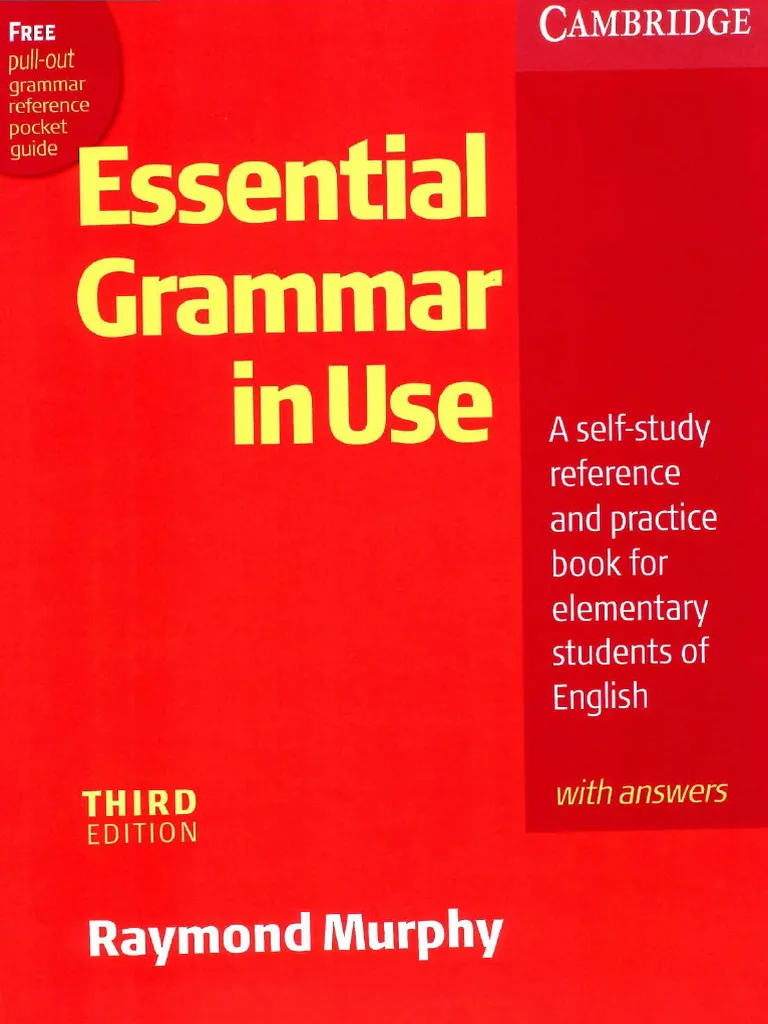 FREE
pull-out
grammar
reference
pocket
guide
CAMBRIDGE
Essential
Grammar
in Use
A self-study
reference
and practice
book for
elementary
students of
English
with answers
THIRD
EDITION
Raymond Murphy